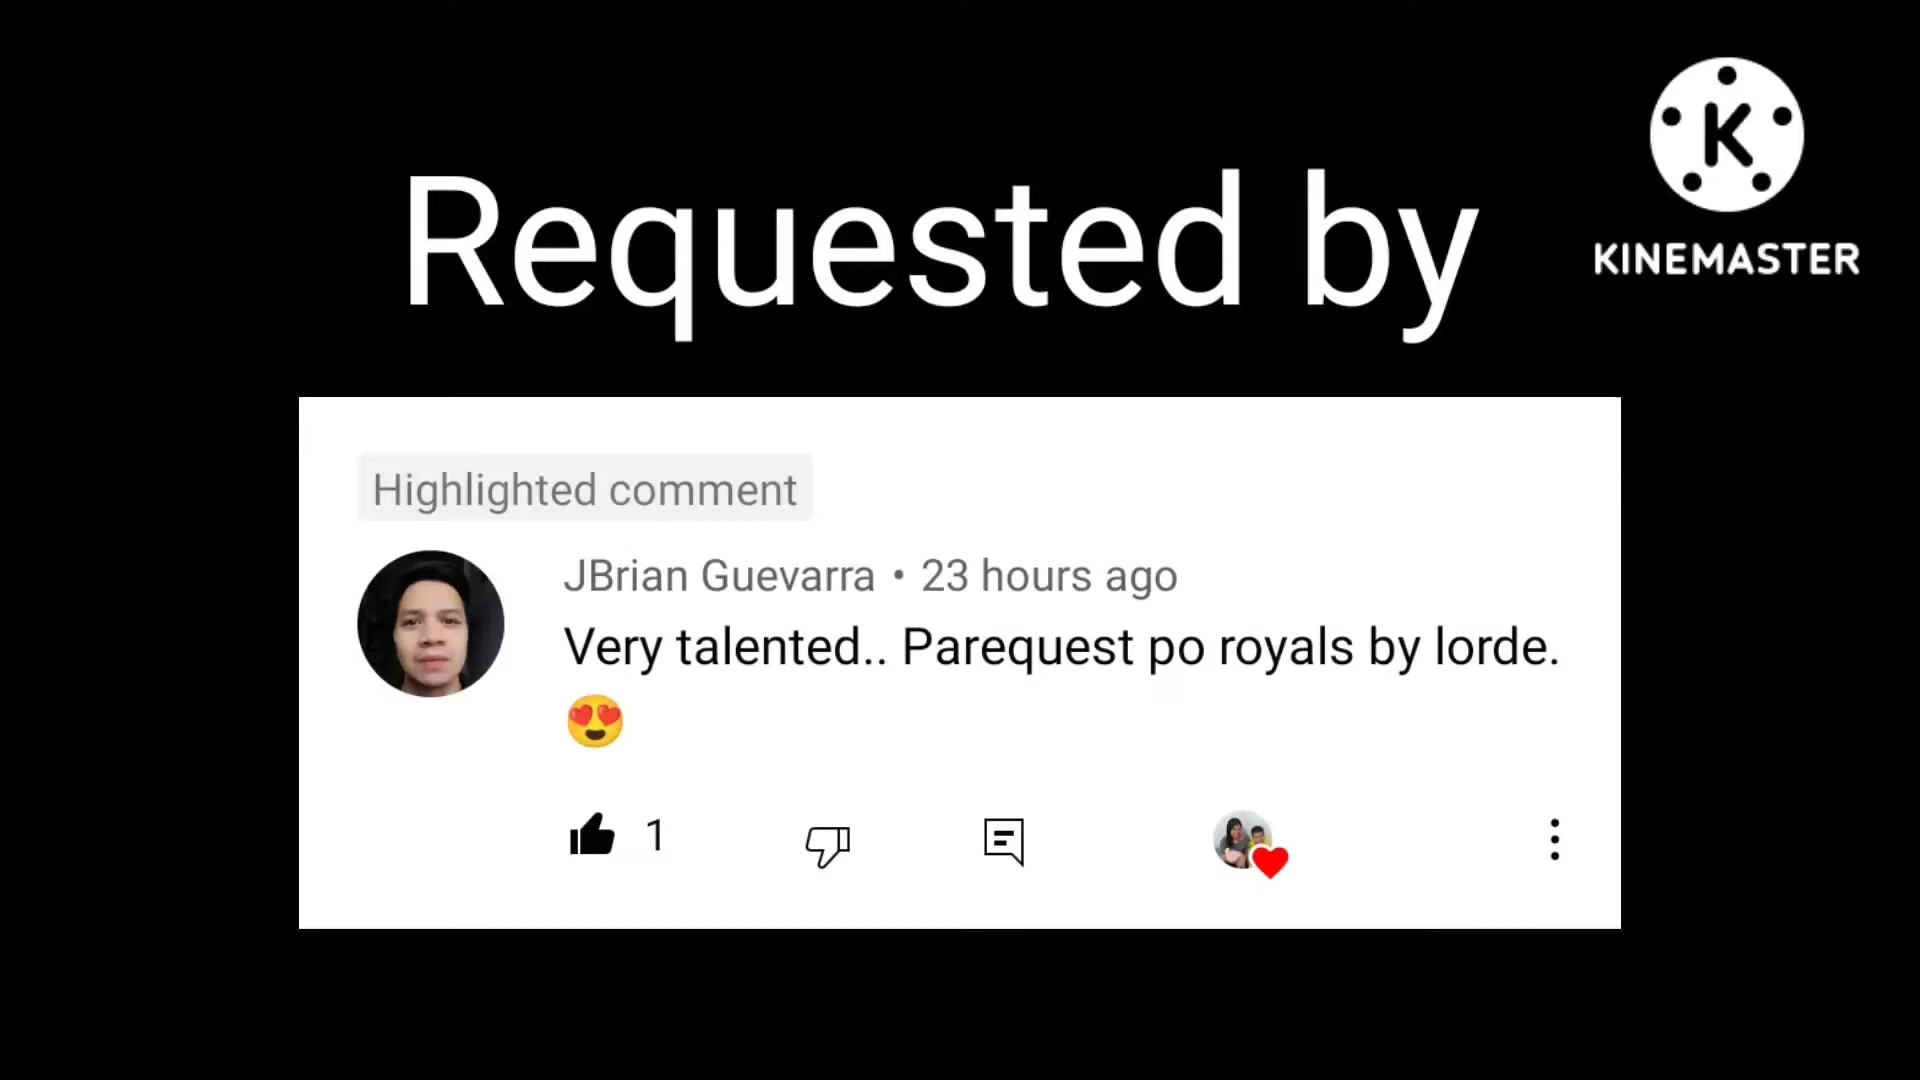 Requested by
KINEMASTER
Highlighted comment
JBrian Guevarra • 23 hours ago
Very talented.. Parequest po royals by lorde.
😍
1